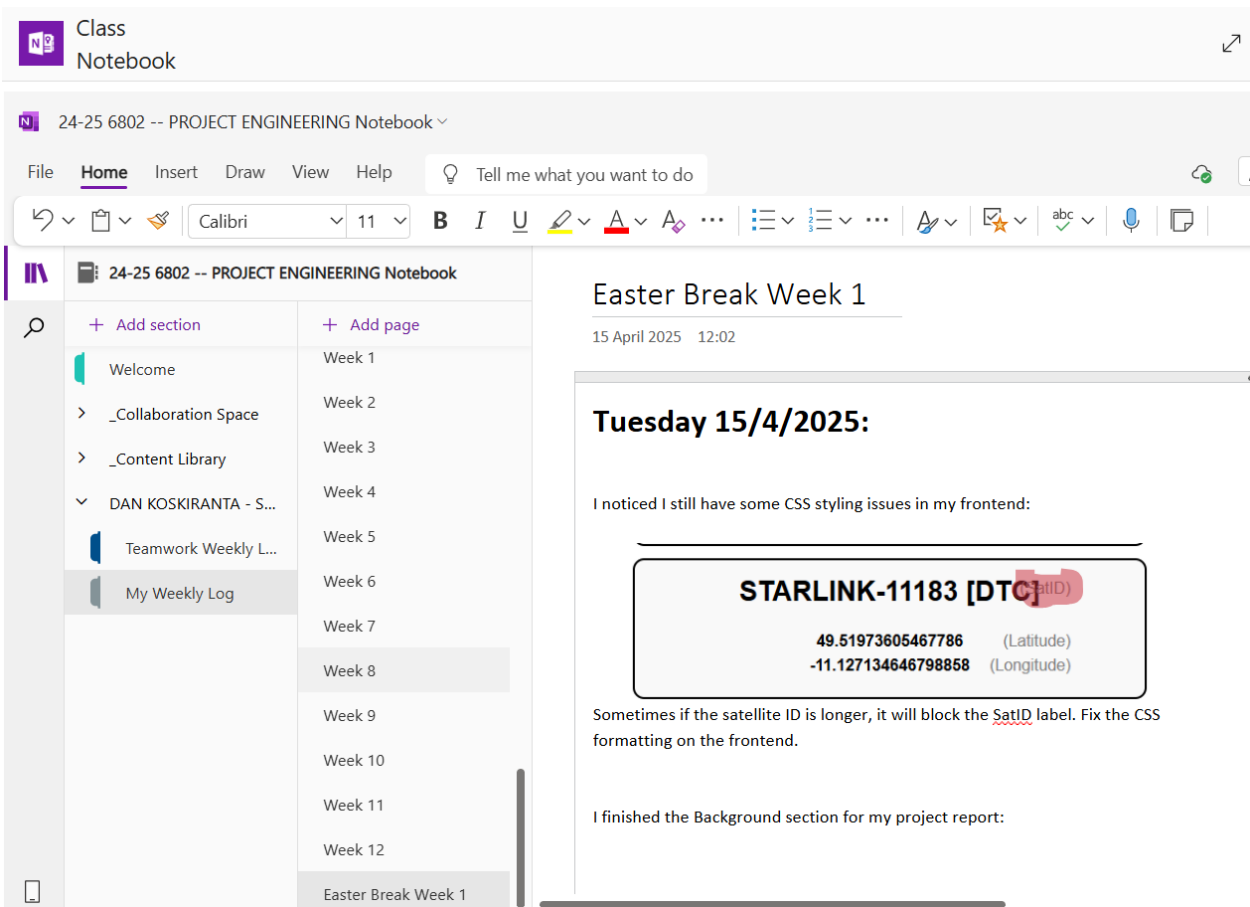 Class
Notebook
24-25 6802 -- PROJECT ENGINEERING Notebook
File Home Insert Draw View Help Tell me what you want to do
Calibri 11 B I U A A abc
24-25 6802 -- PROJECT ENGINEERING Notebook
+ Add section
Welcome
_Collaboration Space
_Content Library
DAN KOSKIRANTA - S...
Teamwork Weekly L...
My Weekly Log
+ Add page
Week 1
Week 2
Week 3
Week 4
Week 5
Week 6
Week 7
Week 8
Week 9
Week 10
Week 11
Week 12
Easter Break Week 1
Easter Break Week 1
15 April 2025 12:02
Tuesday 15/4/2025:
I noticed I still have some CSS styling issues in my frontend:
STARLINK-11183 [DTC] (SatID)
49.51973605467786 (Latitude)
-11.127134646798858 (Longitude)
Sometimes if the satellite ID is longer, it will block the SatID label. Fix the CSS
formatting on the frontend.
I finished the Background section for my project report: